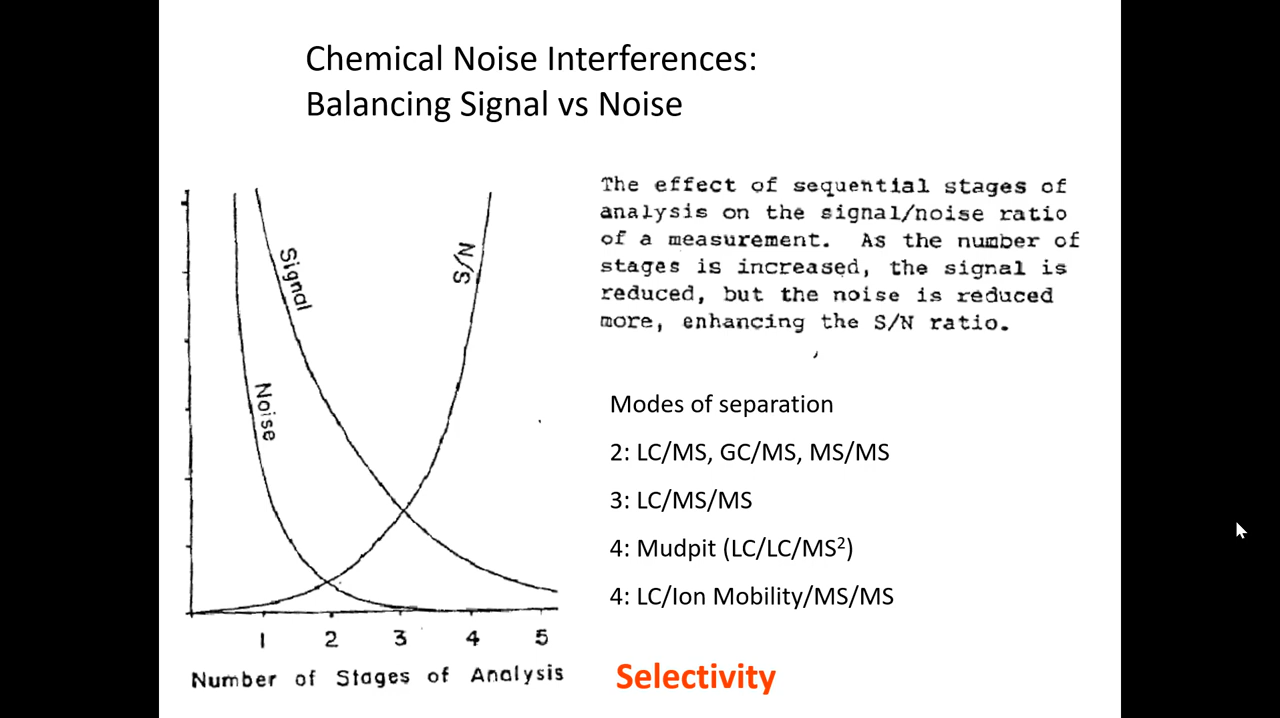 Chemical Noise Interferences:
Balancing Signal vs Noise
The effect of sequential stages of
analysis on the signal/noise ratio
of a measurement. As the number of
stages is increased, the signal is
reduced, but the noise is reduced
more, enhancing the S/N ratio.
Signal
S/N
Noise
1 2 3 4 5
Number of Stages of Analysis
Modes of separation
2: LC/MS, GC/MS, MS/MS
3: LC/MS/MS
4: Mudpit (LC/LC/MS²)
4: LC/Ion Mobility/MS/MS
Selectivity